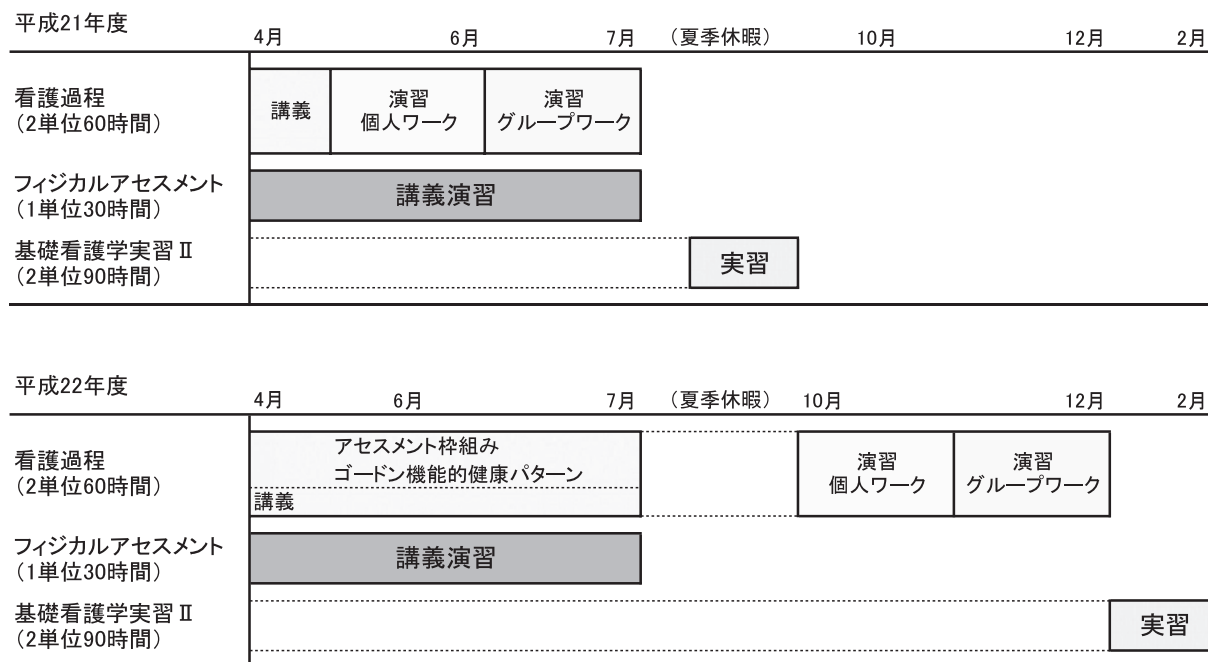 平成21年度
4月 6月 7月 （夏季休暇） 10月 12月 2月
看護過程
（2単位60時間）
講義
演習
個人ワーク
演習
グループワーク
フィジカルアセスメント
（1単位30時間）
講義演習
基礎看護学実習Ⅱ
（2単位90時間）
実習
平成22年度
4月 6月 7月 （夏季休暇） 10月 12月 2月
看護過程
（2単位60時間）
アセスメント枠組み
ゴードン機能的健康パターン
講義
演習
個人ワーク
演習
グループワーク
フィジカルアセスメント
（1単位30時間）
講義演習
基礎看護学実習Ⅱ
（2単位90時間）
実習